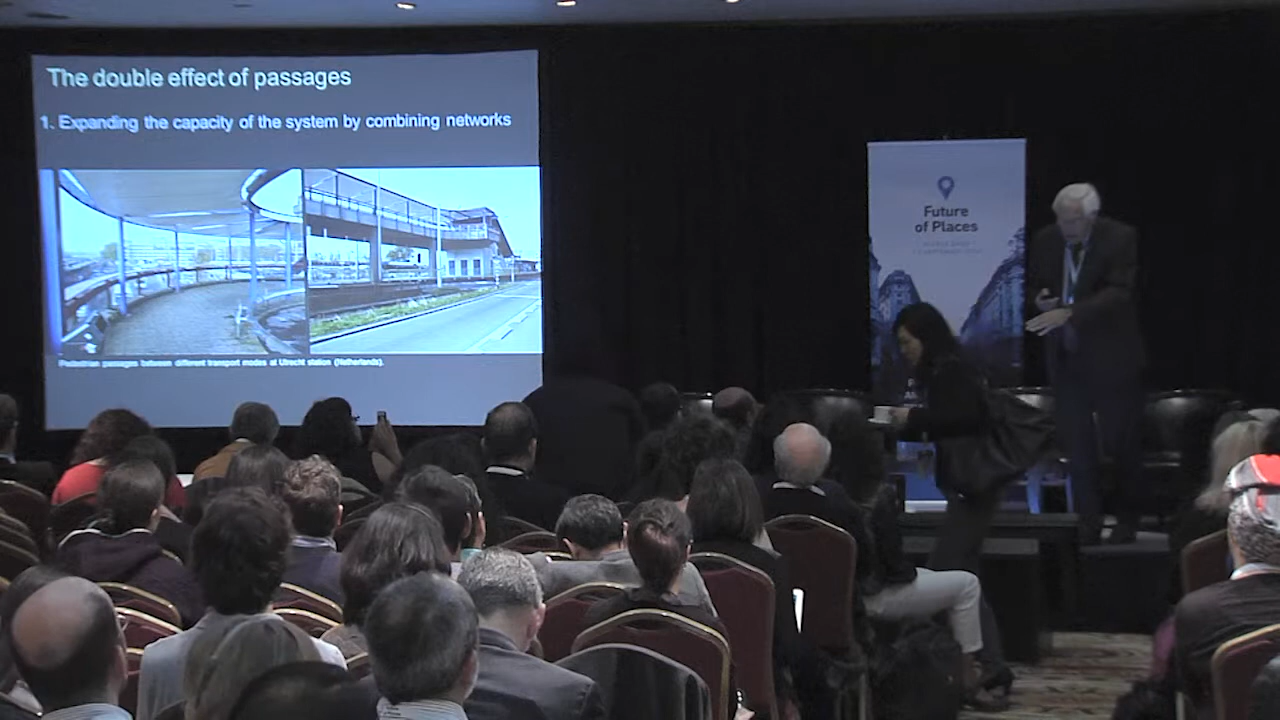 The double effect of passages
1. Expanding the capacity of the system by combining networks
Pedestrian passages between different transport modes at Utrecht station (Netherlands).
Future
of Places